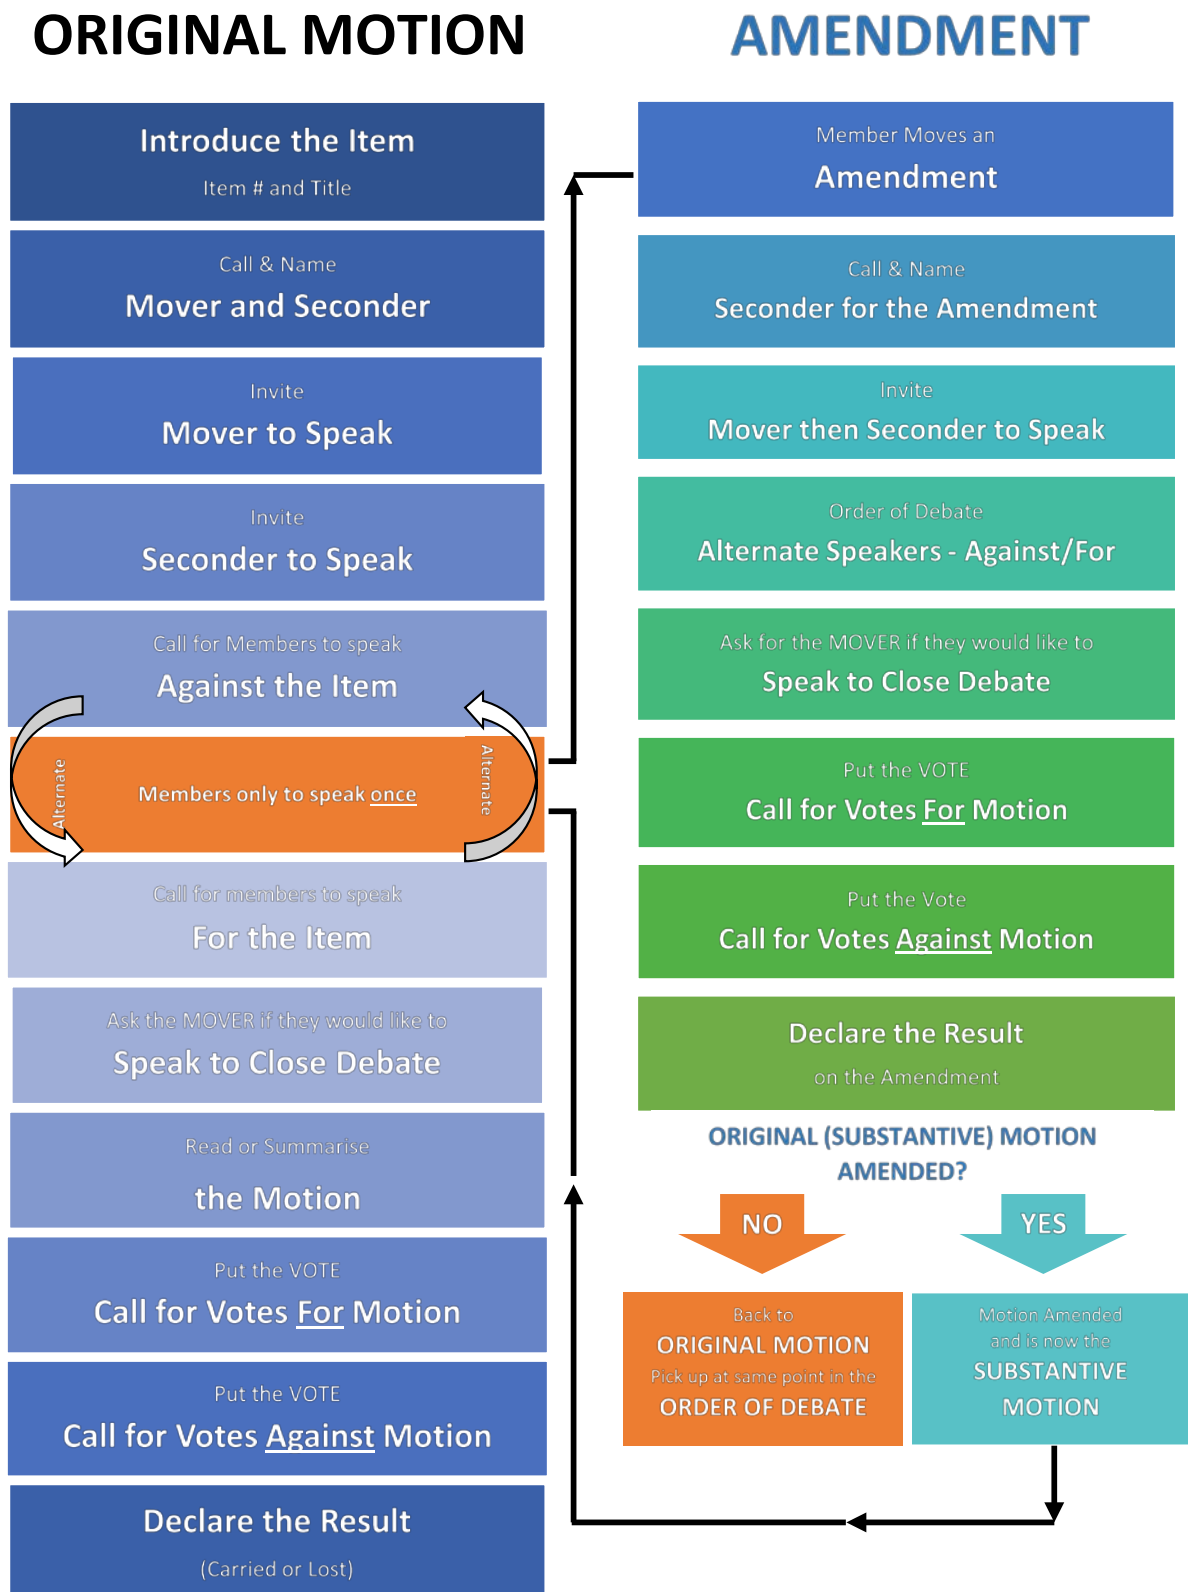 ORIGINAL MOTION
Introduce the Item
Item # and Title
Call & Name
Mover and Seconder
Invite
Mover to Speak
Invite
Seconder to Speak
Call for Members to speak
Against the Item
Alternate
Members only to speak once
Alternate
Call for members to speak
For the Item
Ask the MOVER if they would like to
Speak to Close Debate
Read or Summarise
the Motion
Put the VOTE
Call for Votes For Motion
Put the VOTE
Call for Votes Against Motion
Declare the Result
(Carried or Lost)
AMENDMENT
Member Moves an
Amendment
Call & Name
Seconder for the Amendment
Invite
Mover then Seconder to Speak
Order of Debate
Alternate Speakers - Against/For
Ask for the MOVER if they would like to
Speak to Close Debate
Put the VOTE
Call for Votes For Motion
Put the Vote
Call for Votes Against Motion
Declare the Result
on the Amendment
ORIGINAL (SUBSTANTIVE) MOTION
AMENDED?
NO
YES
Back to
ORIGINAL MOTION
Pick up at same point in the
ORDER OF DEBATE
Motion Amended
and is now the
SUBSTANTIVE
MOTION